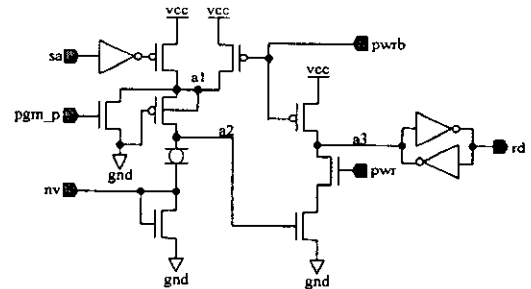 vcc vcc
sa
pwrb
a1
vcc
pgm_p
a2
a3
rd
gnd
pwr
nv
gnd
gnd